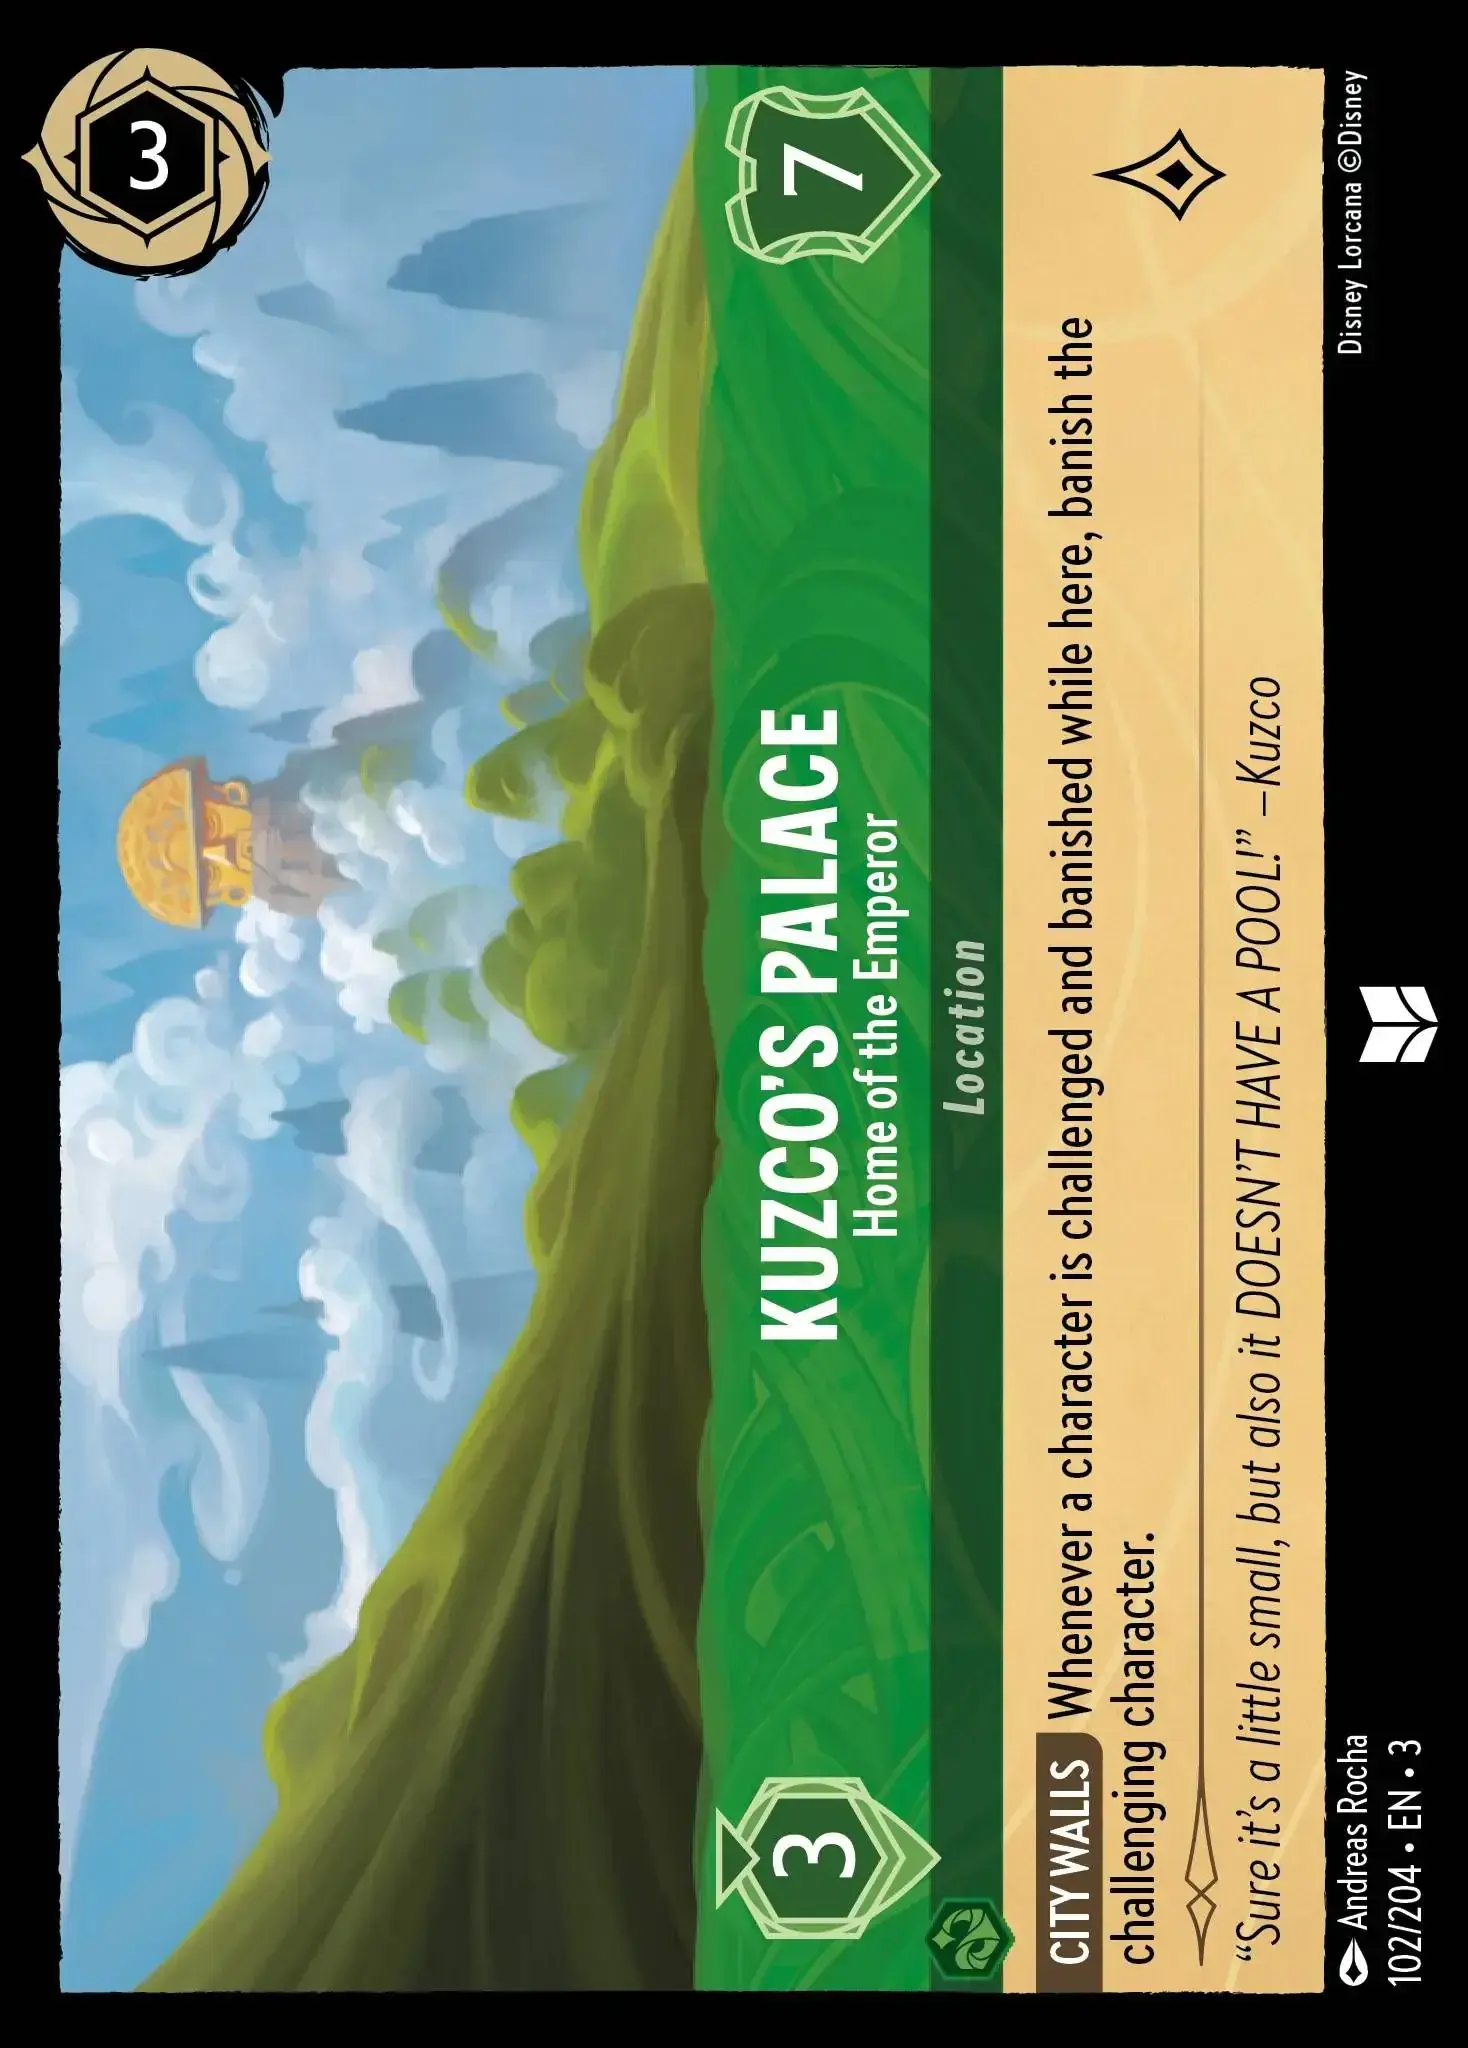 3
KUZCO'S PALACE
Home of the Emperor
3
7
Location
CITY WALLS Whenever a character is challenged and banished while here, banish the
challenging character.
“Sure it's a little small, but also it DOESN'T HAVE A POOL!” –Kuzco
Andreas Rocha
Disney Lorcana ©Disney
102/204 • EN • 3